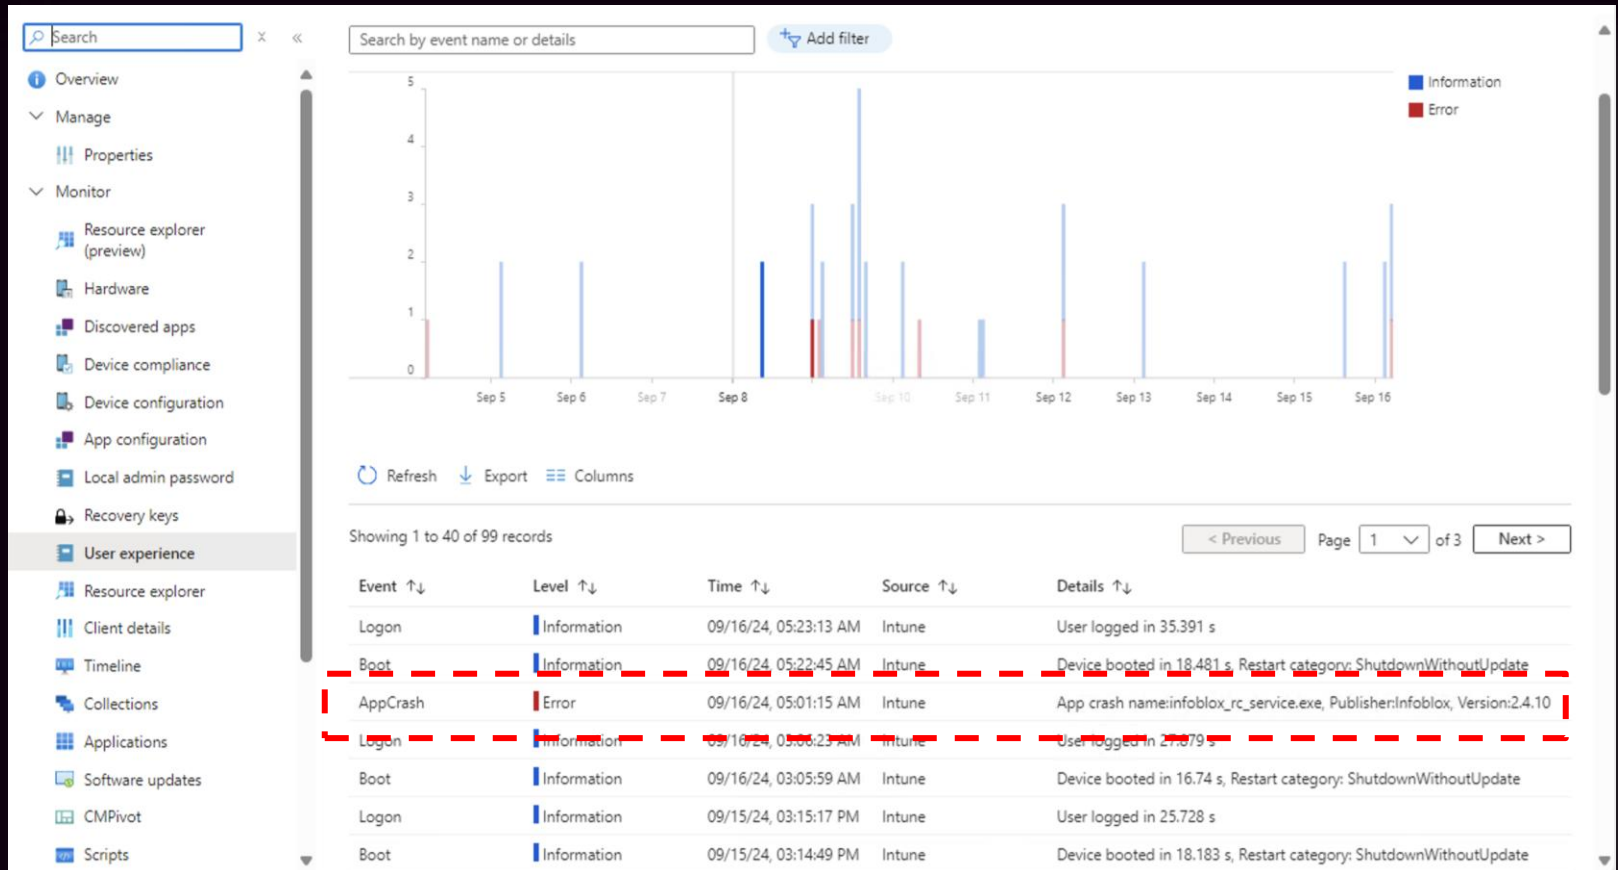 Search
Overview
Manage
Properties
Monitor
Resource explorer
(preview)
Hardware
Discovered apps
Device compliance
Device configuration
App configuration
Local admin password
Recovery keys
User experience
Resource explorer
Client details
Timeline
Collections
Applications
Software updates
CMPivot
Scripts
Search by event name or details
Add filter
5
4
3
2
1
0
Sep 5 Sep 6 Sep 7 Sep 8 Sep 10 Sep 11 Sep 12 Sep 13 Sep 14 Sep 15 Sep 16
Information
Error
Refresh Export Columns
Showing 1 to 40 of 99 records
< Previous Page 1 of 3 Next >
Event Level Time Source Details
Logon Information 09/16/24, 05:23:13 AM Intune User logged in 35.391 s
Boot Information 09/16/24, 05:22:45 AM Intune Device booted in 18.481 s, Restart category: ShutdownWithoutUpdate
AppCrash Error 09/16/24, 05:01:15 AM Intune App crash name:infoblox_rc_service.exe, Publisher:Infoblox, Version:2.4.10
Logon Information 09/16/24, AM Intune User logged in 27.879 s
Boot Information 09/16/24, 03:05:59 AM Intune Device booted in 16.74 s, Restart category: ShutdownWithoutUpdate
Logon Information 09/15/24, 03:15:17 PM Intune User logged in 25.728 s
Boot Information 09/15/24, 03:14:49 PM Intune Device booted in 18.183 s, Restart category: ShutdownWithoutUpdate